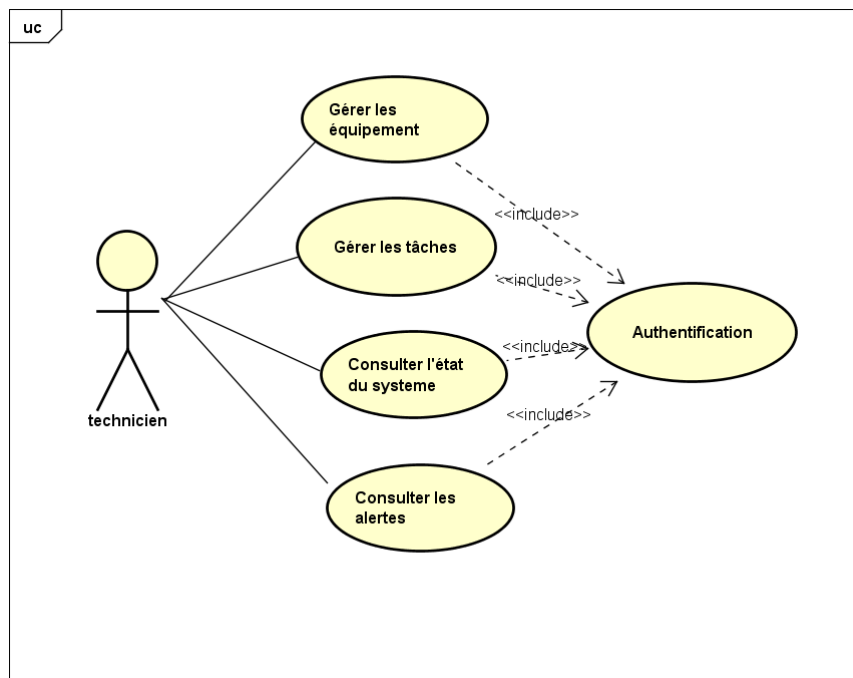 uc
Gérer les
équipement
<<include>>
Gérer les tâches
<<include>>
Authentification
<<include>>
Consulter l'état
du systeme
technicien
<<include>>
Consulter les
alertes